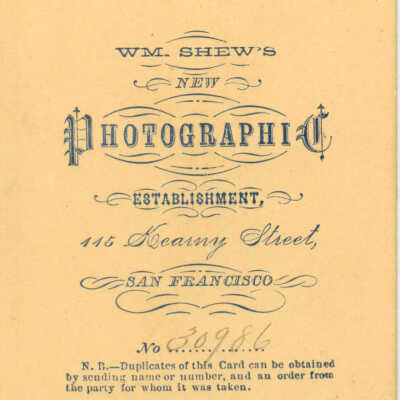 WM. SHEW'S
NEW
PHOTOGRAPHIC
ESTABLISHMENT,
115 Kearny Street,
SAN FRANCISCO
No 30986
N. B.—Duplicates of this Card can be obtained
by sending name or number, and an order from
the party for whom it was taken.